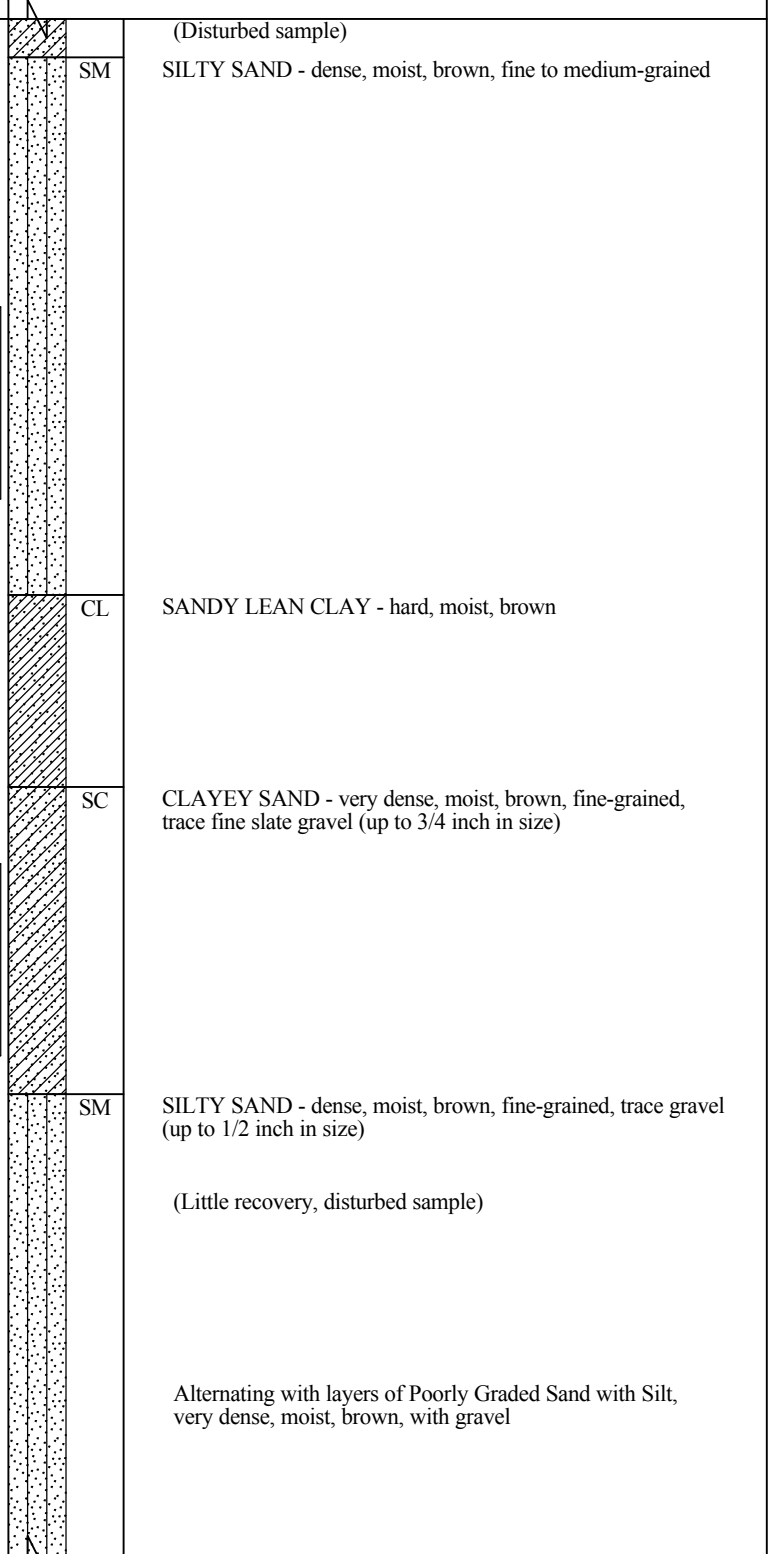 (Disturbed sample)
SM SILTY SAND - dense, moist, brown, fine to medium-grained
CL SANDY LEAN CLAY - hard, moist, brown
SC CLAYEY SAND - very dense, moist, brown, fine-grained,
trace fine slate gravel (up to 3/4 inch in size)
SM SILTY SAND - dense, moist, brown, fine-grained, trace gravel
(up to 1/2 inch in size)
(Little recovery, disturbed sample)
Alternating with layers of Poorly Graded Sand with Silt,
very dense, moist, brown, with gravel